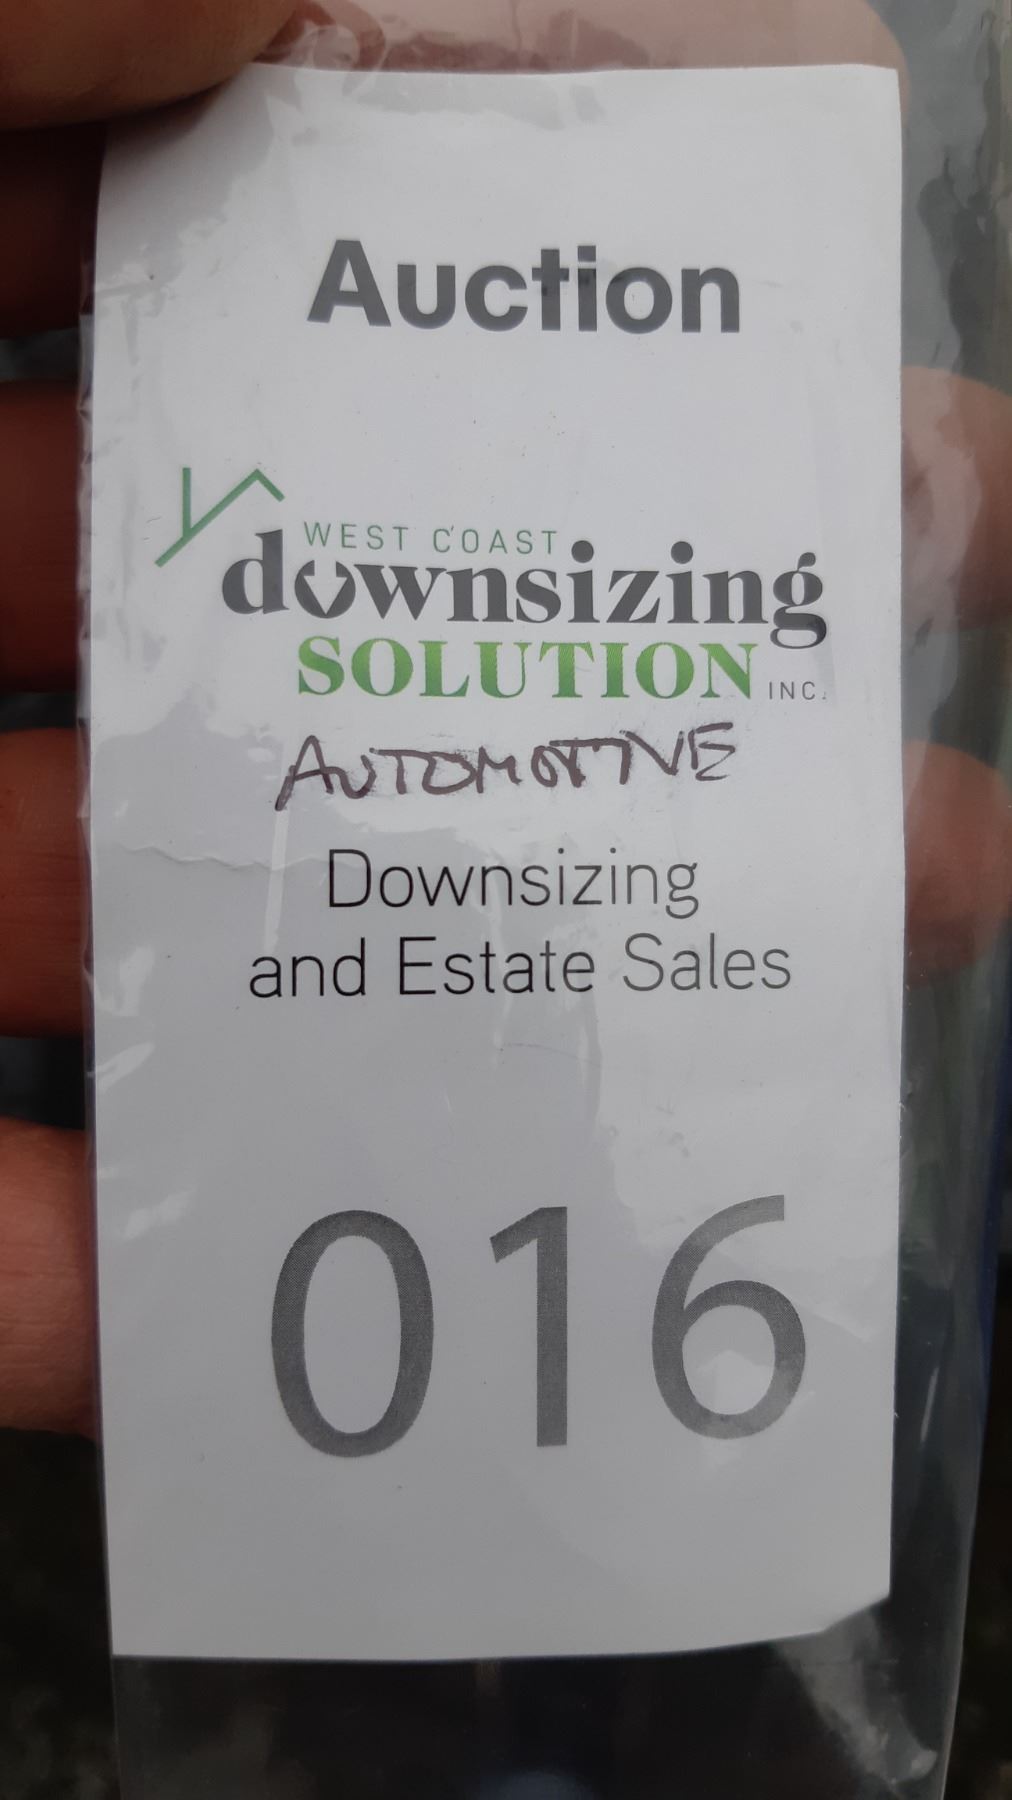 Auction
WEST COAST
downsizing
SOLUTION INC.
AUTOMOTIVE
Downsizing
and Estate Sales
016